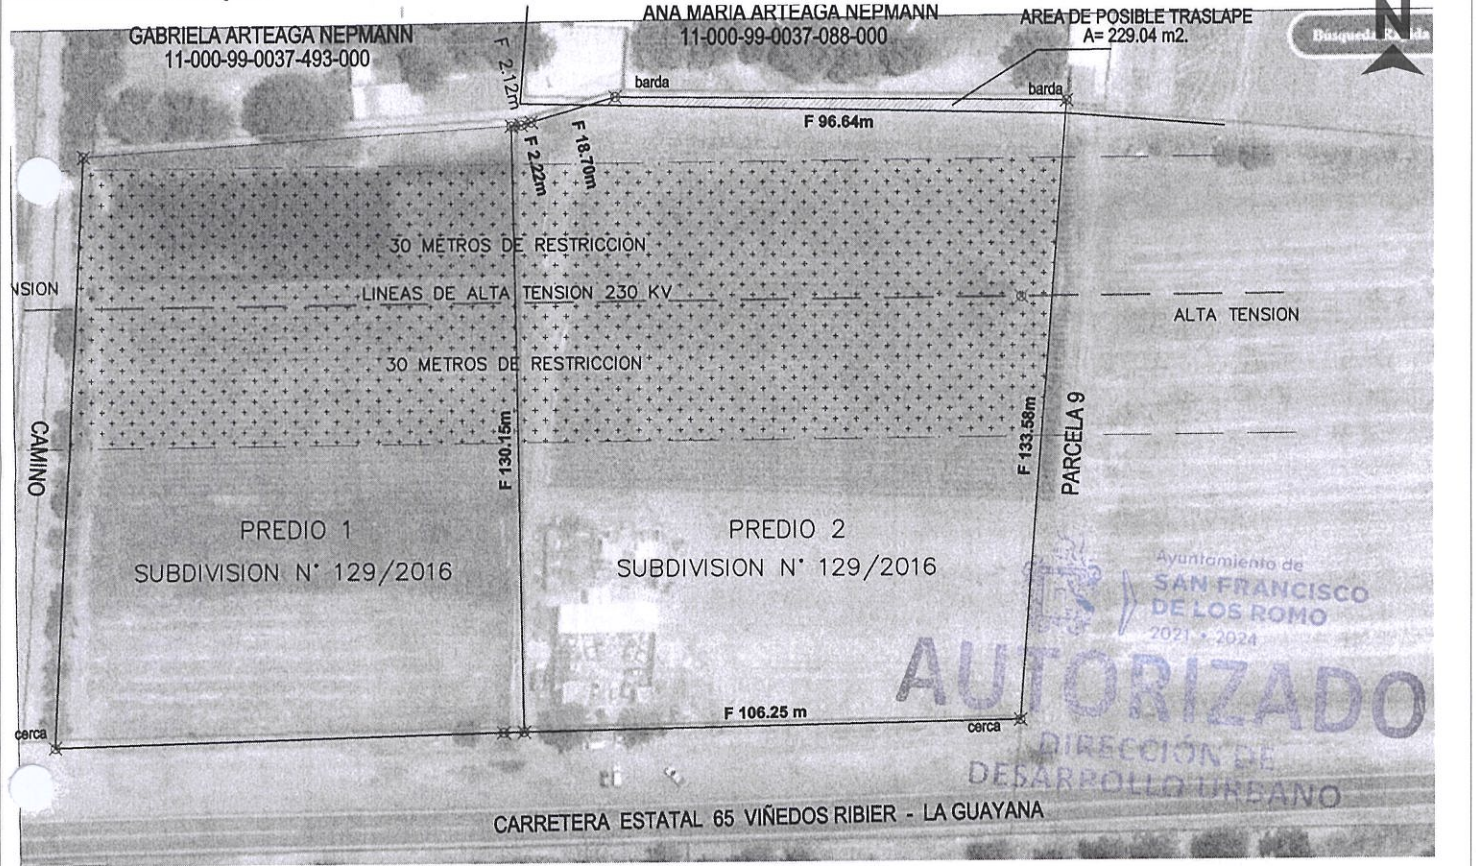 GABRIELA ARTEAGA NEPMANN
11-000-99-0037-493-000
ANA MARIA ARTEAGA NEPMANN
11-000-99-0037-088-000
AREA DE POSIBLE TRASLAPE
A= 229.04 m2.
N
Busqueda Rápida
F 2.12m
barda
barda
F 96.64m
F 2.22m
F 18.70m
30 METROS DE RESTRICCION
NSION
LINEAS DE ALTA TENSION 230 KV
ALTA TENSION
30 METROS DE RESTRICCION
CAMINO
F 130.15m
F 133.58m
PARCELA 9
PREDIO 1
SUBDIVISION N° 129/2016
PREDIO 2
SUBDIVISION N° 129/2016
Ayuntamiento de
SAN FRANCISCO
DE LOS ROMO
2021 • 2024
AUTORIZADO
DIRECCIÓN DE
DESARROLLO URBANO
cerca
F 106.25 m
cerca
CARRETERA ESTATAL 65 VIÑEDOS RIBIER - LA GUAYANA